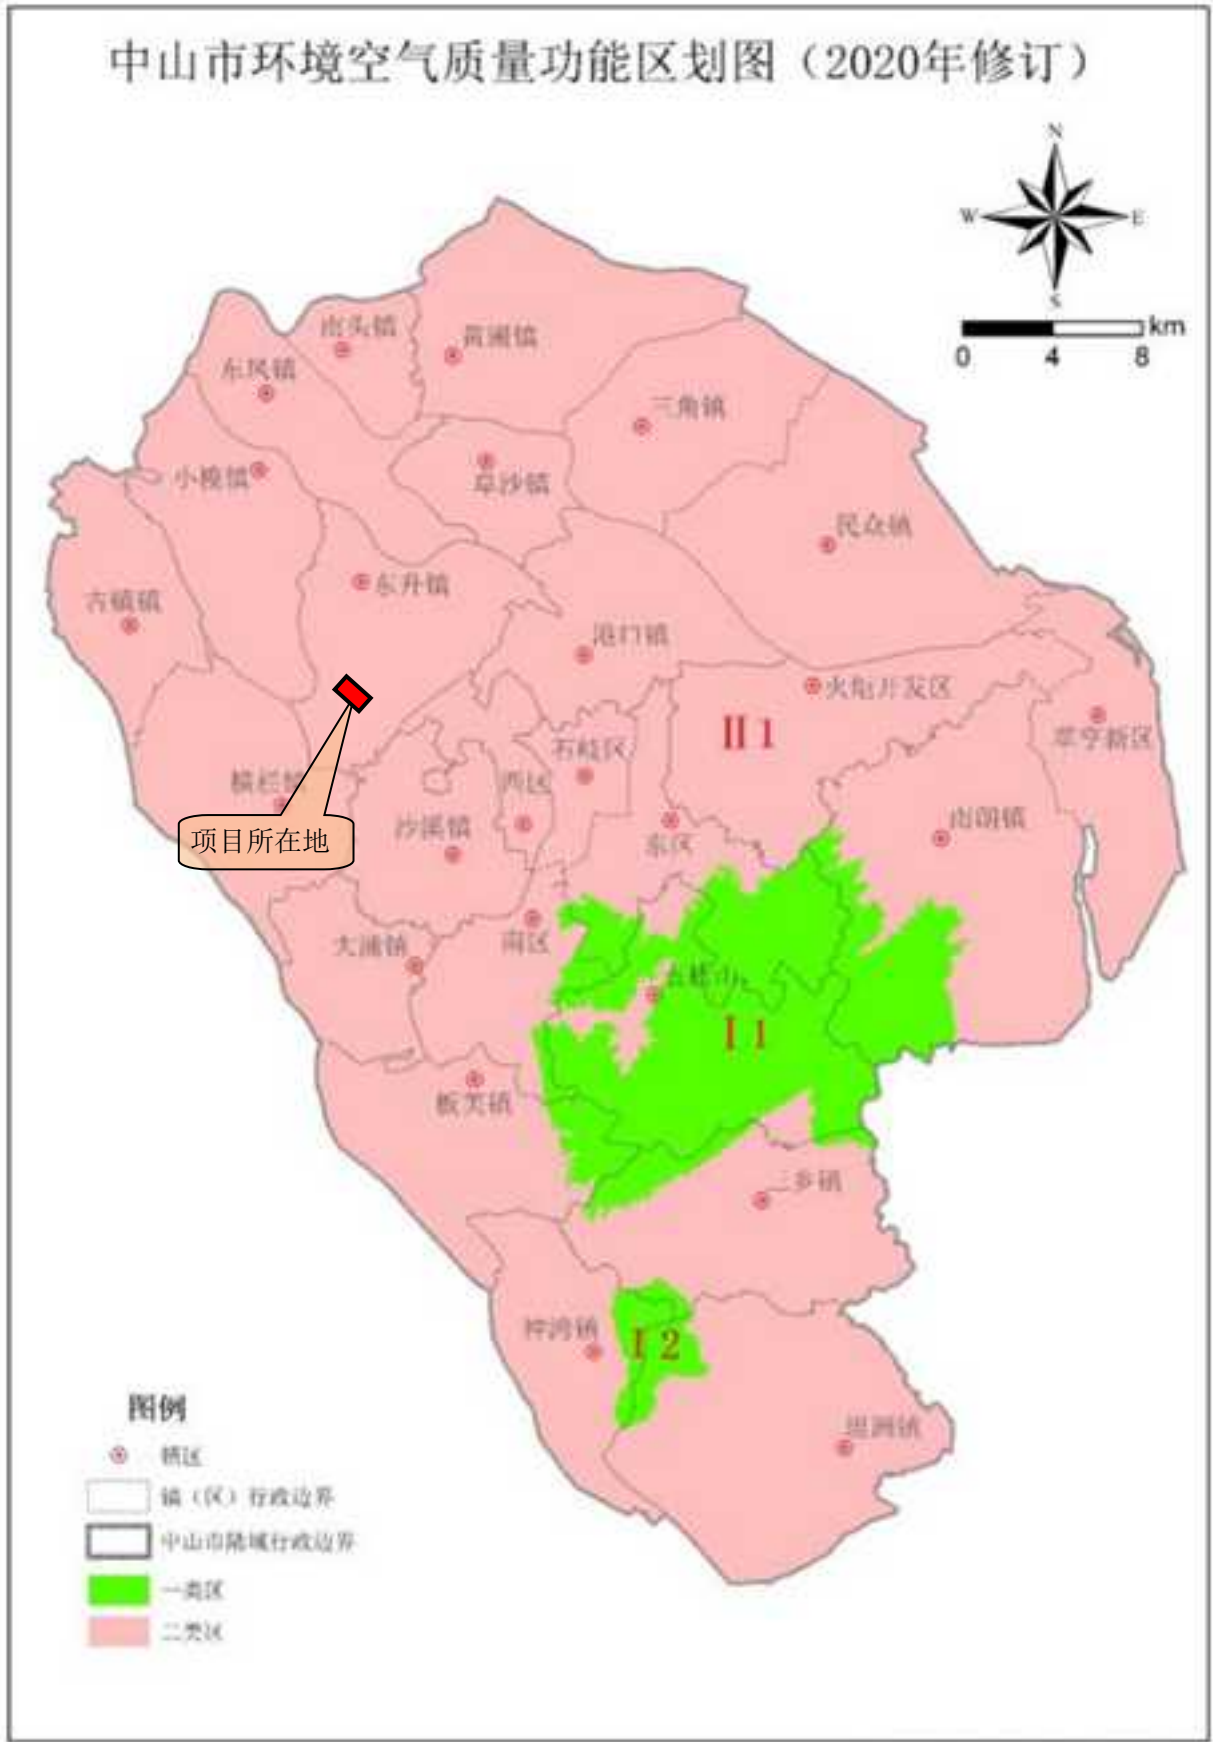 中山市环境空气质量功能区划图（2020年修订）
N
W
E
S
km
0 4 8
南头镇
黄圃镇
东凤镇
三角镇
小榄镇
阜沙镇
民众镇
东升镇
古镇镇
港口镇
火炬开发区
II 1
翠亨新区
石岐区
横栏镇
西区
南朗镇
沙溪镇
东区
项目所在地
南区
大涌镇
五桂山
I 1
板芙镇
三乡镇
神湾镇
I 2
坦洲镇
图例
镇区
镇（区）行政边界
中山市陆域行政边界
一类区
二类区